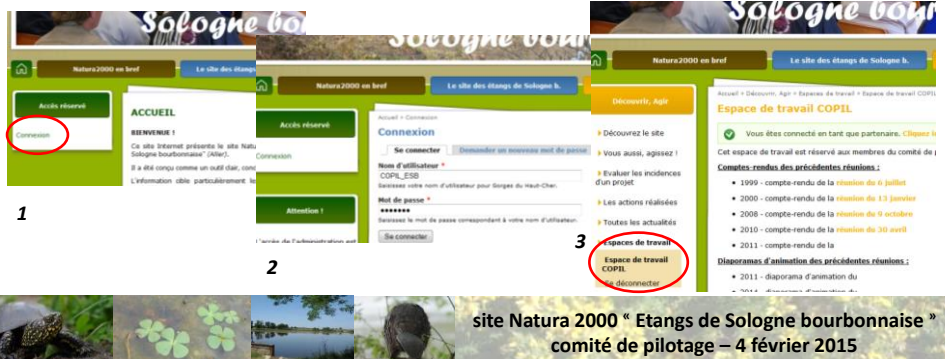 Sologne bour
Natura2000 en bref
Le site des étangs
Accès réservé
Connexion
ACCUEIL
BIENVENUE !
Ce site Internet présente le site Natu
Sologne bourbonnaise" (Allier).
Il a été conçu comme un outil clair, conc
L'information cible particulièrement le
1
Sologne bour
Natura2000 en bref
Le site des étangs de Sologne b.
Accès réservé
Connexion
Attention !
L'accès de l'administration est
Accueil > Connexion
Connexion
Se connecter
Demander un nouveau mot de passe
Nom d'utilisateur *
COPIL_ESB
Saisissez votre nom d'utilisateur pour Gorges du Haut-Cher.
Mot de passe *
•••••••
Saisissez le mot de passe correspondant à votre nom d'utilisateur.
Se connecter
2
Sologne bour
Natura2000 en bref
Le site des étangs de Sologne b.
Découvrir, Agir
Découvrez le site
Vous aussi, agissez !
Evaluer les incidences
d'un projet
Les actions réalisées
Toutes les actualités
Espaces de travail
Espace de travail
COPIL
Se déconnecter
Accueil > Découvrir, Agir > Espaces de travail > Espace de travail COPIL
Espace de travail COPIL
Vous êtes connecté en tant que partenaire. Cliquez i
Cet espace de travail est réservé aux membres du comité de p
Comptes-rendus des précédentes réunions :
• 1999 - compte-rendu de la réunion du 6 juillet
• 2000 - compte-rendu de la réunion du 13 janvier
• 2008 - compte-rendu de la réunion du 9 octobre
• 2010 - compte-rendu de la réunion du 30 avril
• 2011 - compte-rendu de la
Diaporamas d'animation des précédentes réunions :
• 2011 - diaporama d'animation du
• 2014 - diaporama d'animation du
3
site Natura 2000 “ Etangs de Sologne bourbonnaise ”
comité de pilotage – 4 février 2015